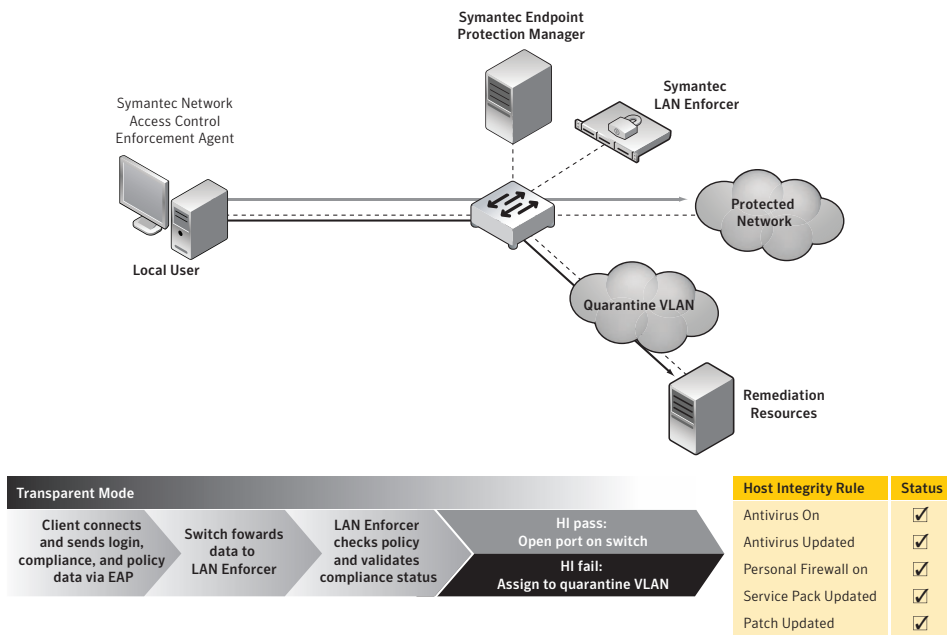 Symantec Endpoint
Protection Manager
Symantec
LAN Enforcer
Symantec Network
Access Control
Enforcement Agent
Protected
Network
Local User
Quarantine VLAN
Remediation
Resources
Transparent Mode
Client connects
and sends login,
compliance, and policy
data via EAP
Switch fowards
data to
LAN Enforcer
LAN Enforcer
checks policy
and validates
compliance status
HI pass:
Open port on switch
HI fail:
Assign to quarantine VLAN
Host Integrity Rule Status
Antivirus On
Antivirus Updated
Personal Firewall on
Service Pack Updated
Patch Updated